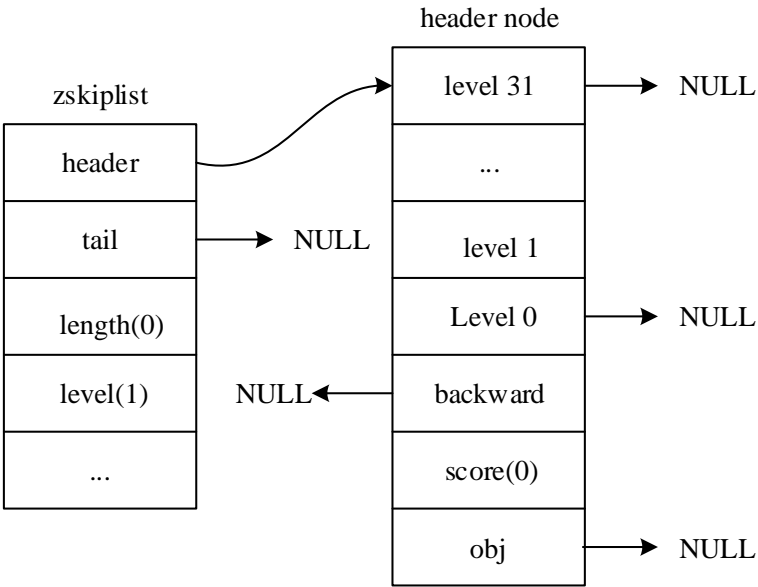 zskiplist
header
tail
NULL
length(0)
level(1)
...
header node
level 31
NULL
...
level 1
Level 0
NULL
NULL
backward
score(0)
obj
NULL